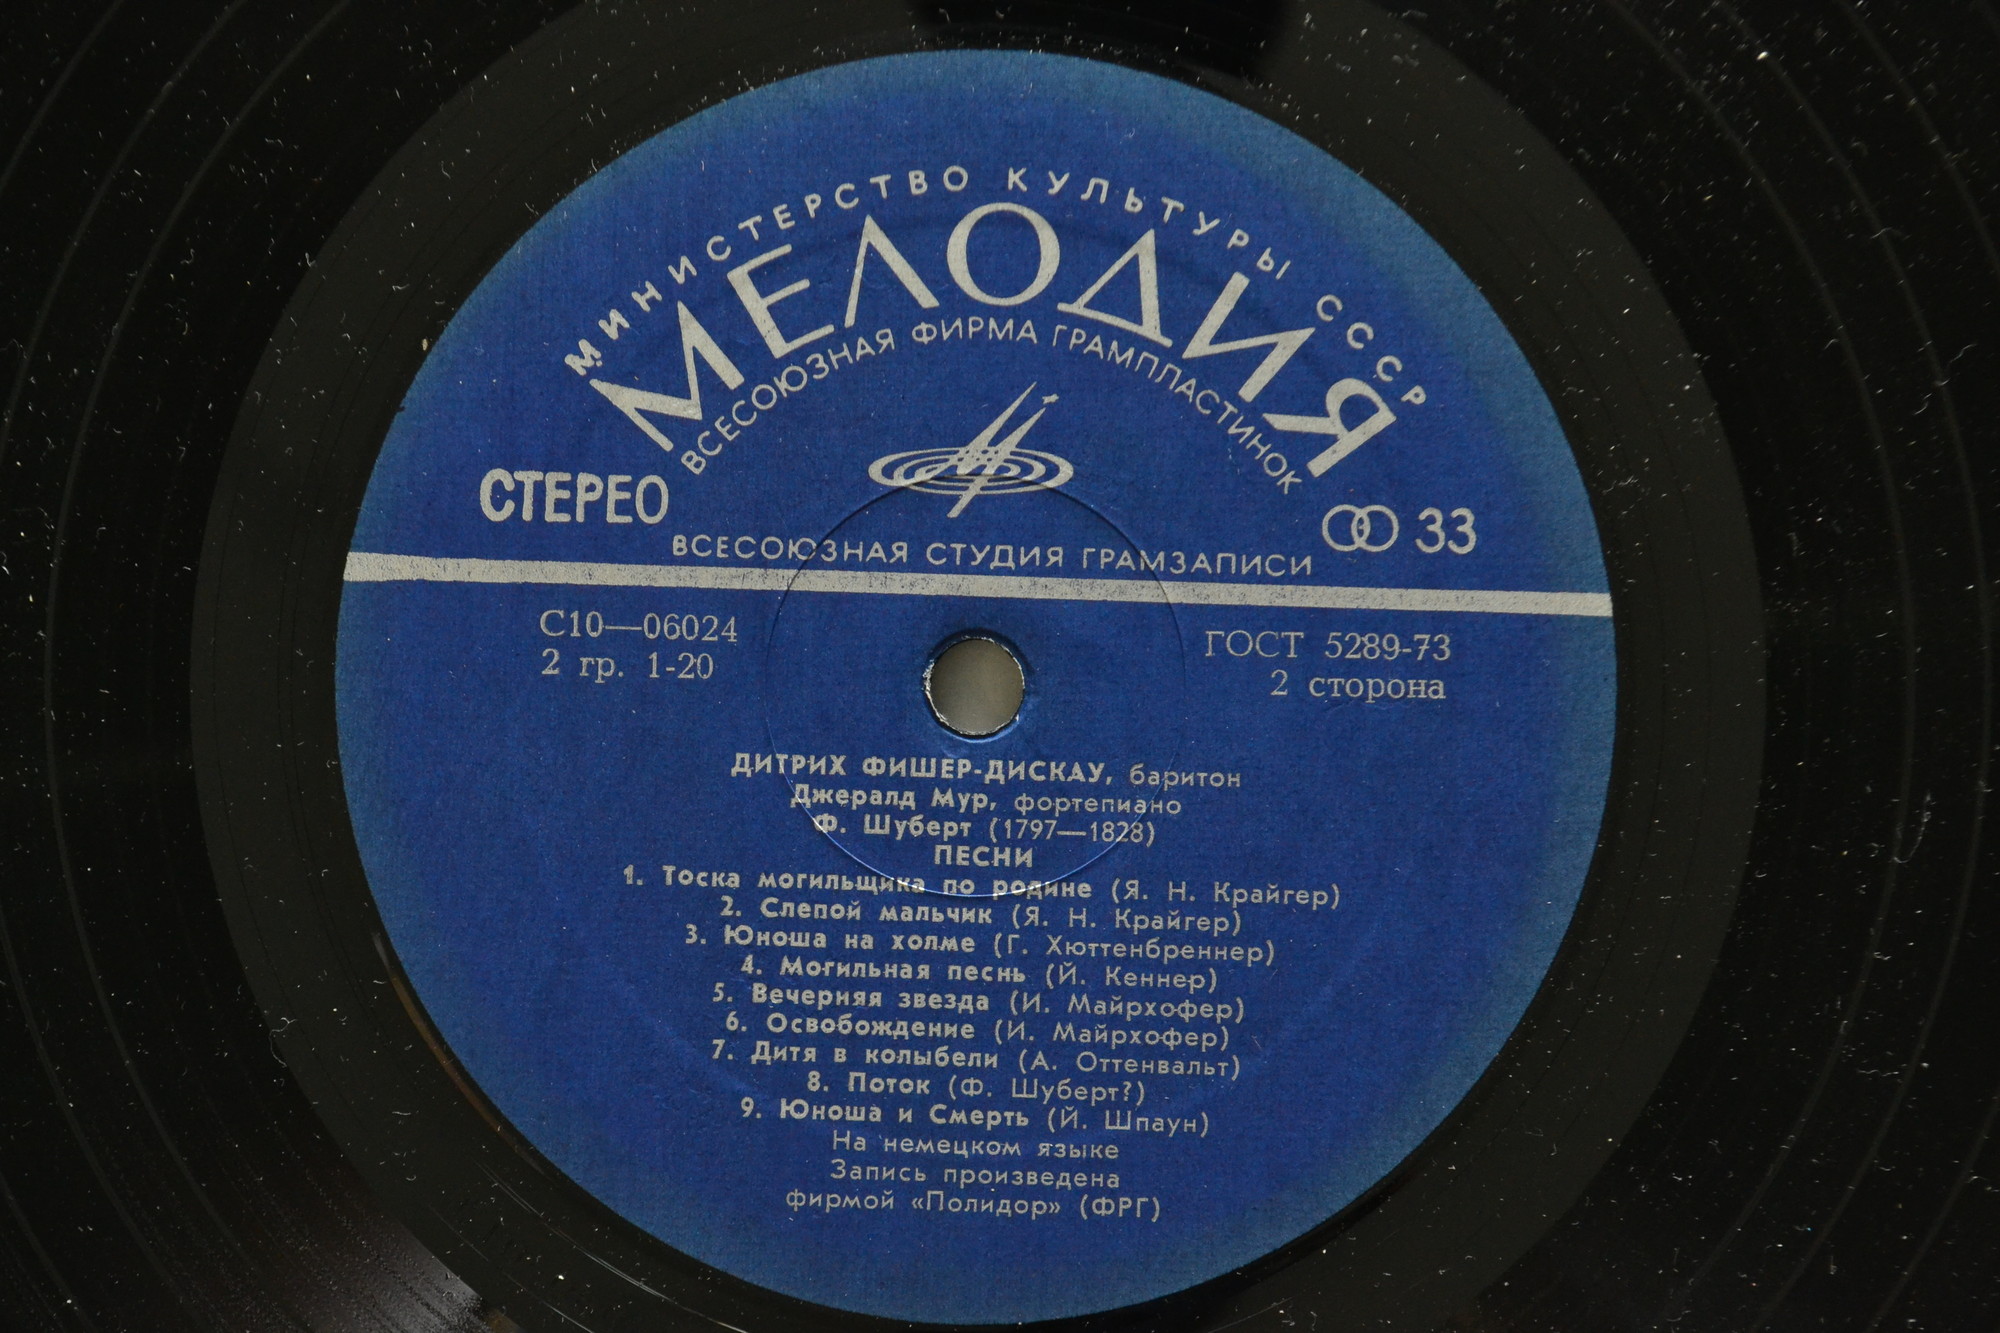 МИНИСТЕРСТВО КУЛЬТУРЫ СССР
МЕЛОДИЯ
ВСЕСОЮЗНАЯ ФИРМА ГРАМПЛАСТИНОК
СТЕРЕО
33
ВСЕСОЮЗНАЯ СТУДИЯ ГРАМЗАПИСИ
С10—06024
ГОСТ 5289-73
2 гр. 1-20
2 сторона
ДИТРИХ ФИШЕР-ДИСКАУ, баритон
Джералд Мур, фортепиано
Ф. Шуберт (1797—1828)
ПЕСНИ
1. Тоска могильщика по родине (Я. Н. Крайгер)
2. Слепой мальчик (Я. Н. Крайгер)
3. Юноша на холме (Г. Хюттенбреннер)
4. Могильная песнь (Й. Кеннер)
5. Вечерняя звезда (И. Майрхофер)
6. Освобождение (И. Майрхофер)
7. Дитя в колыбели (А. Оттенвальт)
8. Поток (Ф. Шуберт?)
9. Юноша и Смерть (Й. Шпаун)
На немецком языке
Запись произведена
фирмой «Полидор» (ФРГ)